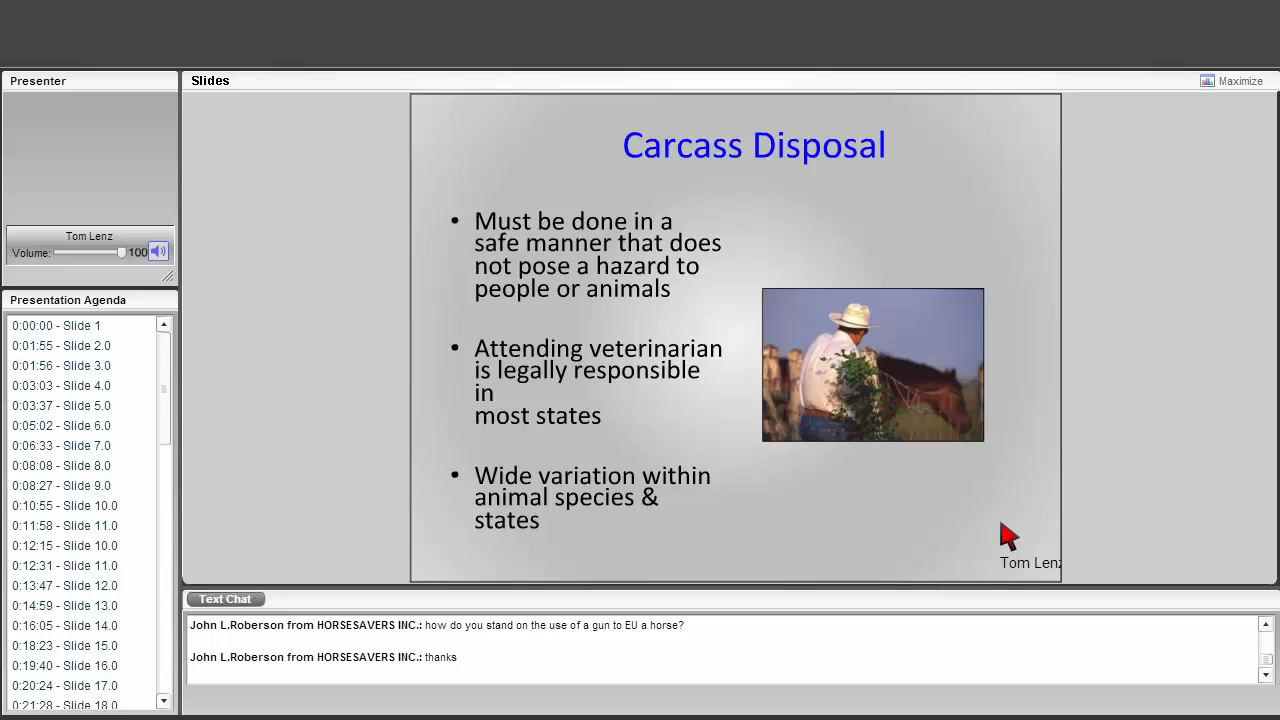 Presenter
Tom Lenz
Volume: 100
Presentation Agenda
0:00:00 - Slide 1
0:01:55 - Slide 2.0
0:01:56 - Slide 3.0
0:03:03 - Slide 4.0
0:03:37 - Slide 5.0
0:05:02 - Slide 6.0
0:06:33 - Slide 7.0
0:08:08 - Slide 8.0
0:08:27 - Slide 9.0
0:10:55 - Slide 10.0
0:11:58 - Slide 11.0
0:12:15 - Slide 10.0
0:12:31 - Slide 11.0
0:13:47 - Slide 12.0
0:14:59 - Slide 13.0
0:16:05 - Slide 14.0
0:18:23 - Slide 15.0
0:19:40 - Slide 16.0
0:20:24 - Slide 17.0
0:21:28 - Slide 18.0
Slides
Maximize
Carcass Disposal
• Must be done in a
safe manner that does
not pose a hazard to
people or animals
• Attending veterinarian
is legally responsible
in
most states
• Wide variation within
animal species &
states
Tom Lenz
Text Chat
John L.Roberson from HORSESAVERS INC.: how do you stand on the use of a gun to EU a horse?
John L.Roberson from HORSESAVERS INC.: thanks